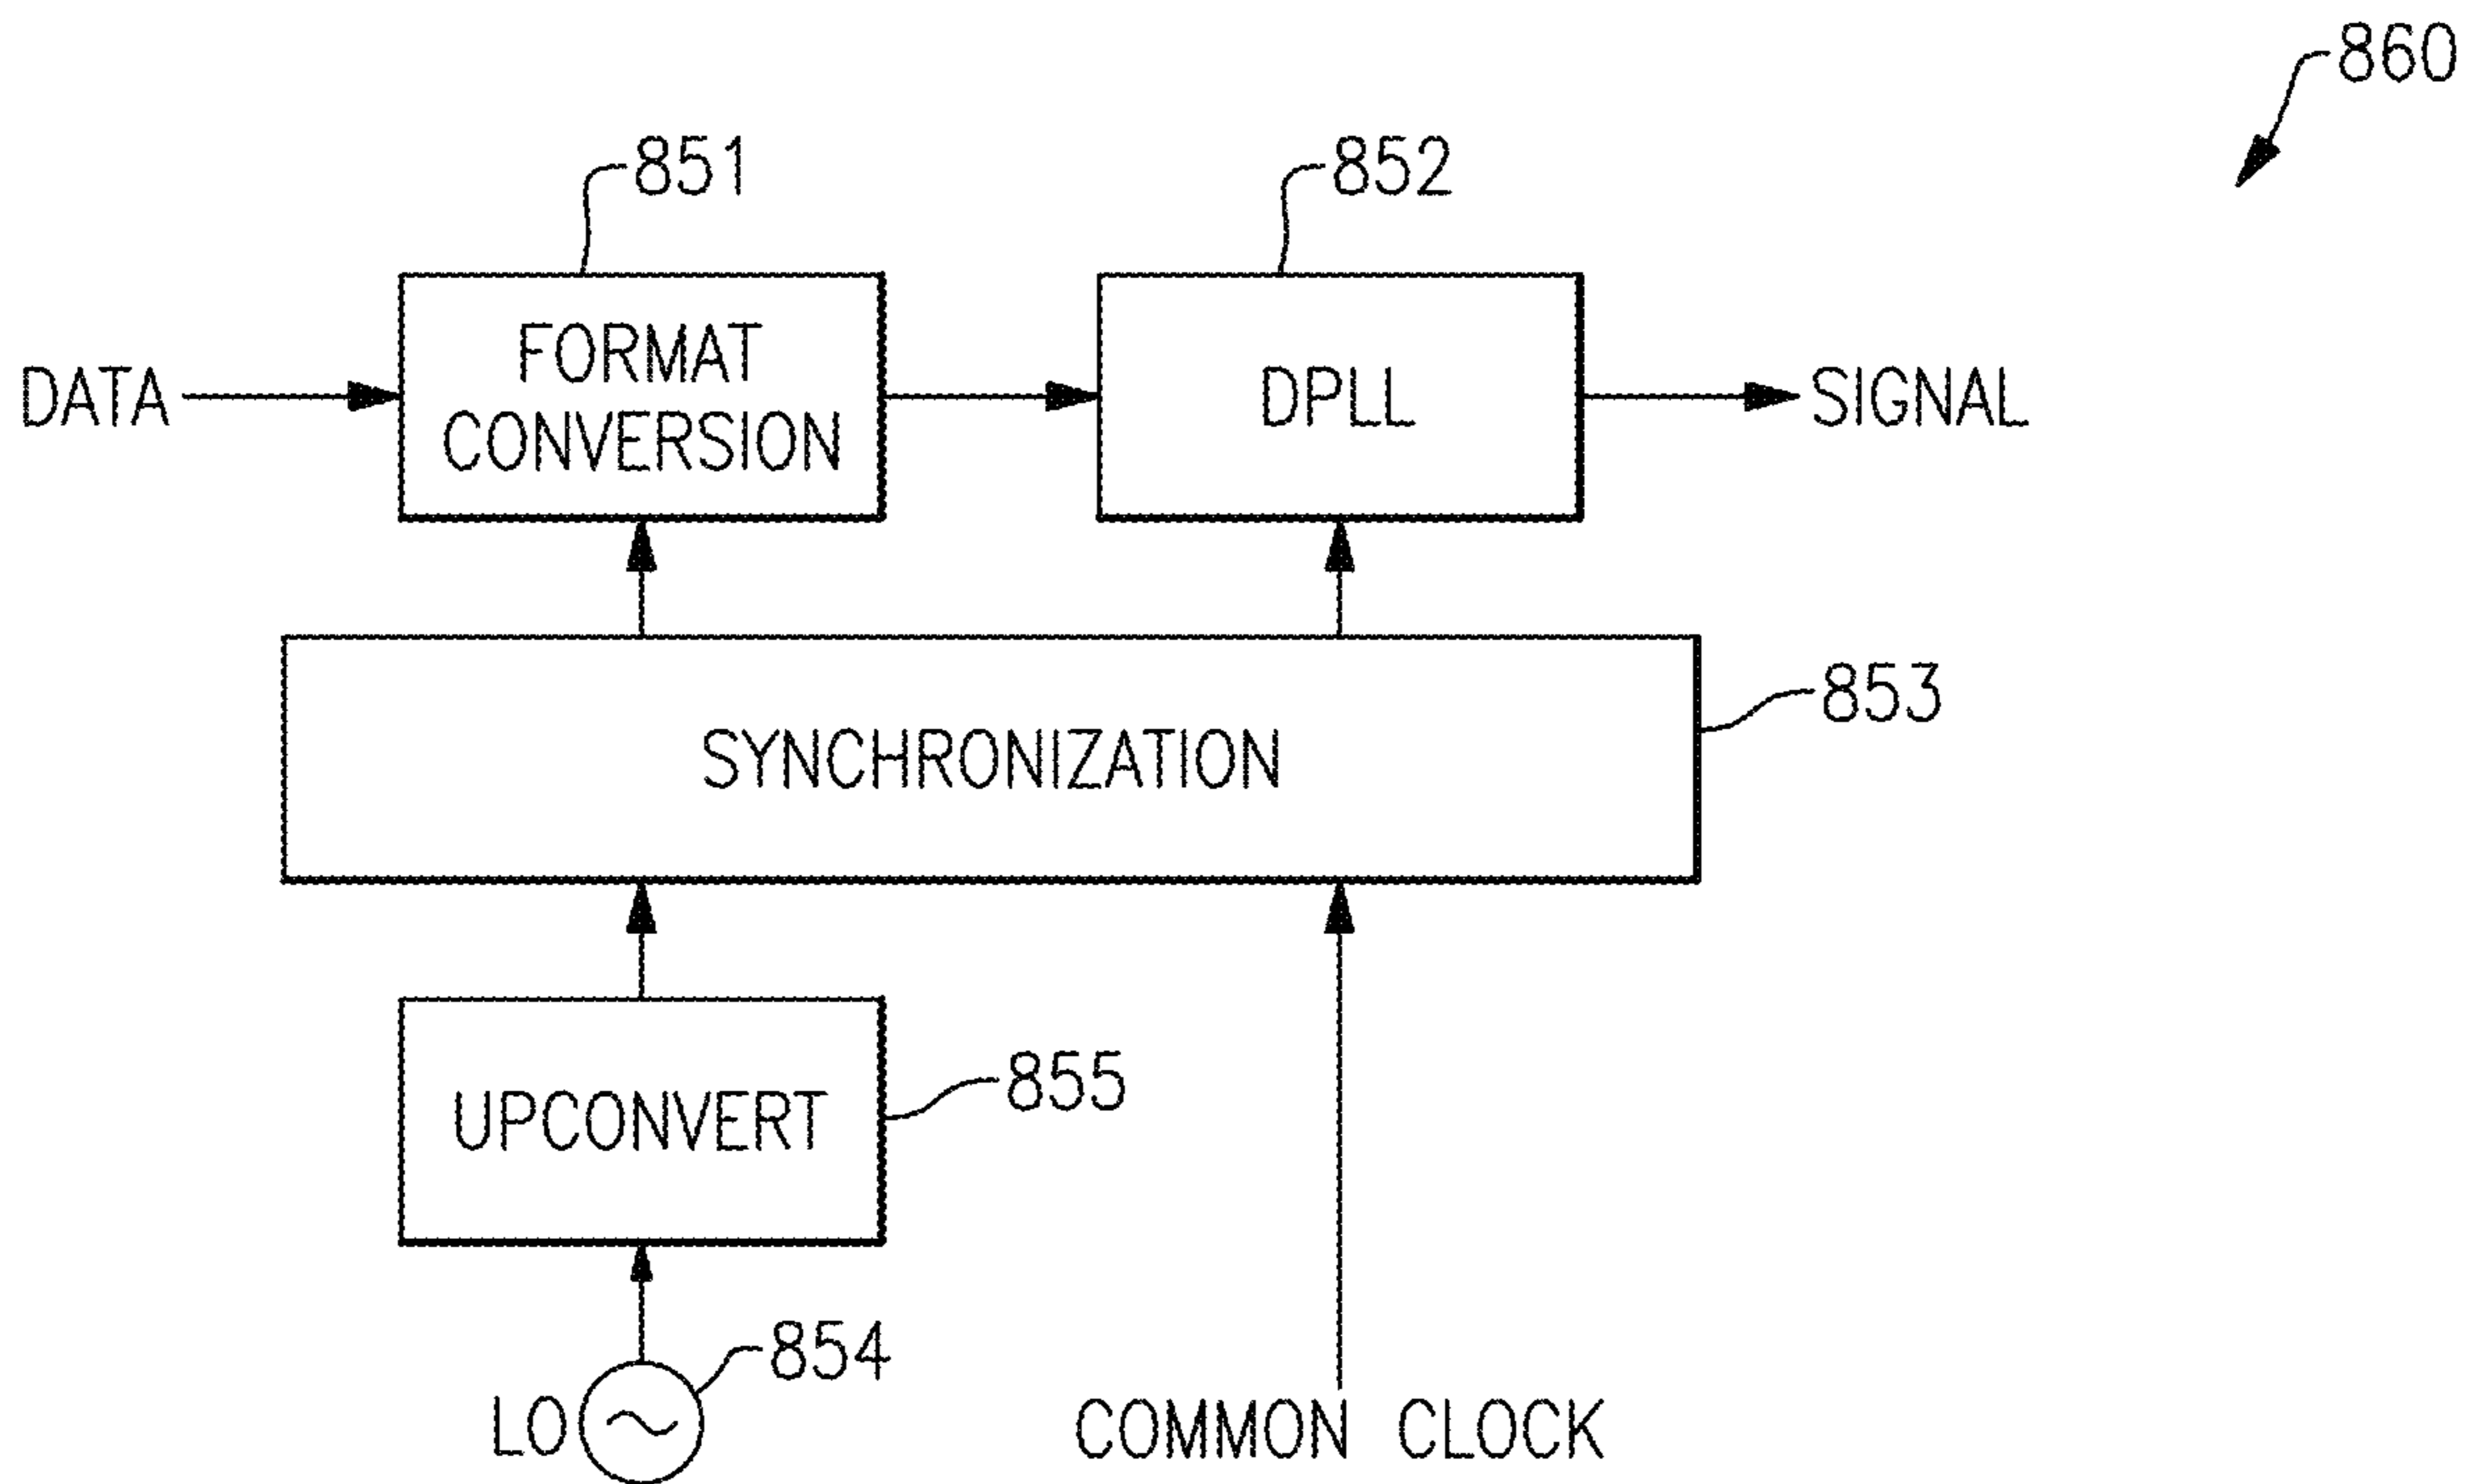 860
851
852
FORMAT
CONVERSION
DATA
DPLL
SIGNAL
853
SYNCHRONIZATION
855
UPCONVERT
854
LO
COMMON CLOCK